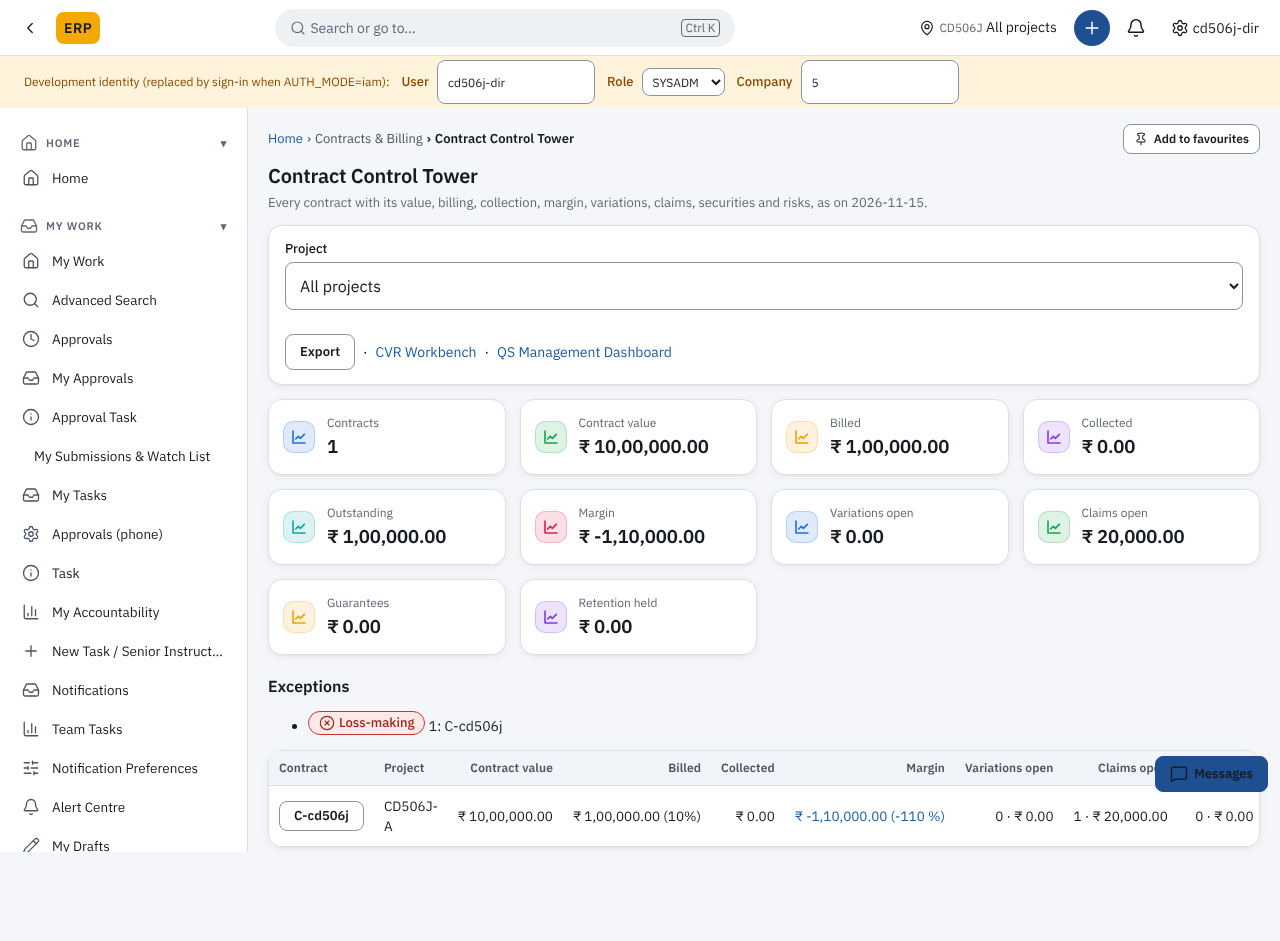 ERP
Search or go to...
Ctrl K
CD506J All projects
cd506j-dir
Development identity (replaced by sign-in when AUTH_MODE=iam):
User
cd506j-dir
Role
SYSADM
Company
5
HOME
Home
MY WORK
My Work
Advanced Search
Approvals
My Approvals
Approval Task
My Submissions & Watch List
My Tasks
Approvals (phone)
Task
My Accountability
New Task / Senior Instruct...
Notifications
Team Tasks
Notification Preferences
Alert Centre
My Drafts
Home › Contracts & Billing › Contract Control Tower
Add to favourites
Contract Control Tower
Every contract with its value, billing, collection, margin, variations, claims, securities and risks, as on 2026-11-15.
Project
All projects
Export · CVR Workbench · QS Management Dashboard
Contracts
1
Contract value
₹ 10,00,000.00
Billed
₹ 1,00,000.00
Collected
₹ 0.00
Outstanding
₹ 1,00,000.00
Margin
₹ -1,10,000.00
Variations open
₹ 0.00
Claims open
₹ 20,000.00
Guarantees
₹ 0.00
Retention held
₹ 0.00
Exceptions
Loss-making 1: C-cd506j
Contract Project Contract value Billed Collected Margin Variations open Claims
Messages
C-cd506j CD506J-A ₹ 10,00,000.00 ₹ 1,00,000.00 (10%) ₹ 0.00 ₹ -1,10,000.00 (-110 %) 0 · ₹ 0.00 1 · ₹ 20,000.00 0 · ₹ 0.00